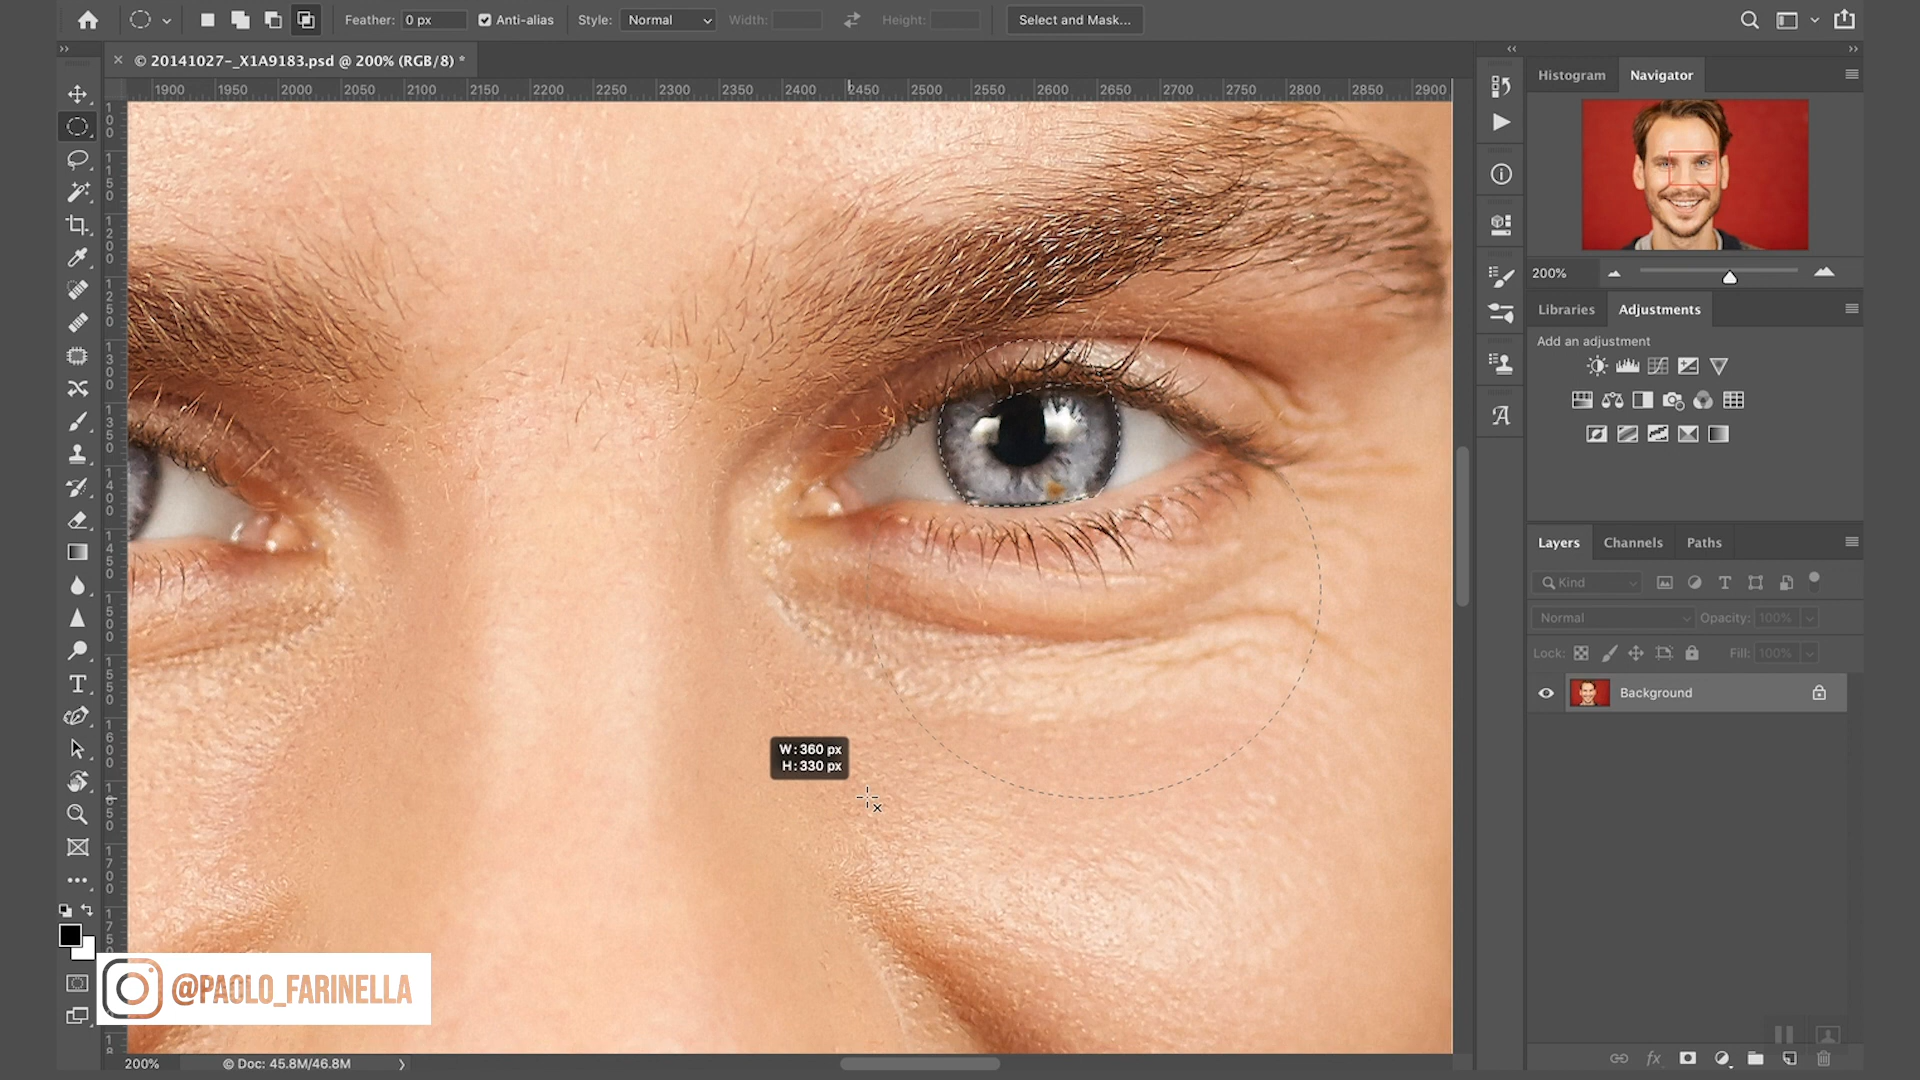 Feather: 0 px Anti-alias Style: Normal Width: Height: Select and Mask...
× © 20141027-_X1A9183.psd @ 200% (RGB/8) *
1900 1950 2000 2050 2100 2150 2200 2250 2300 2350 2400 2450 2500 2550 2600 2650 2700 2750 2800 2850 2900
Histogram Navigator
200%
Libraries Adjustments
Add an adjustment
Layers Channels Paths
Kind
Normal Opacity: 100%
Lock: Fill: 100%
Background
W: 360 px
H: 330 px
@PAOLO_FARINELLA
200% © Doc: 45.8M/46.8M